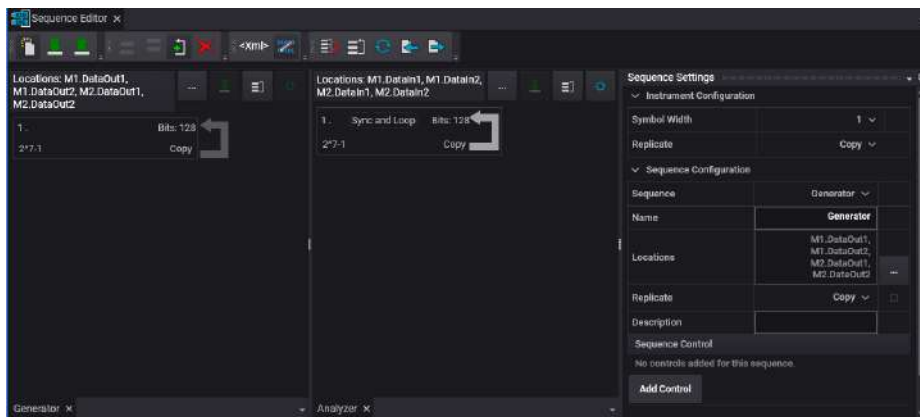 Sequence Editor ×
<Xml>
Locations: M1.DataOut1,
M1.DataOut2, M2.DataOut1,
M2.DataOut2
...
1. Bits: 128
2^7-1 Copy
Generator ×
Locations: M1.DataIn1, M1.DataIn2,
M2.DataIn1, M2.DataIn2
...
1. Sync and Loop Bits: 128
2^7-1 Copy
Analyzer ×
Sequence Settings
Instrument Configuration
Symbol Width 1
Replicate Copy
Sequence Configuration
Sequence Generator
Name Generator
Locations
M1.DataOut1,
M1.DataOut2,
M2.DataOut1,
M2.DataOut2
...
Replicate Copy
Description
Sequence Control
No controls added for this sequence.
Add Control